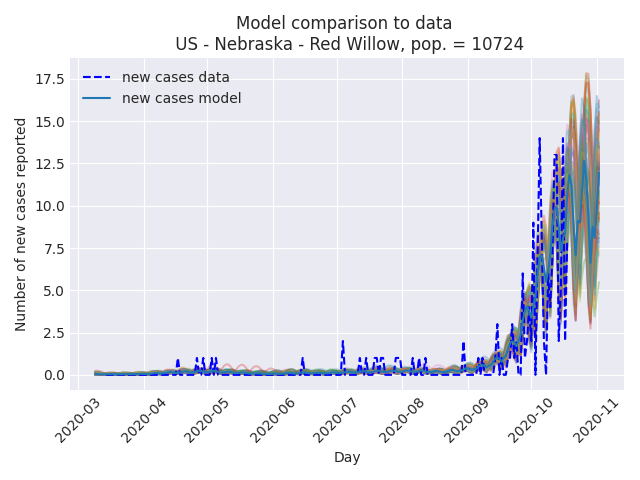 Model comparison to data
US - Nebraska - Red Willow, pop. = 10724
new cases data
new cases model
Number of new cases reported
17.5
15.0
12.5
10.0
7.5
5.0
2.5
0.0
2020-03
2020-04
2020-05
2020-06
2020-07
2020-08
2020-09
2020-10
2020-11
Day